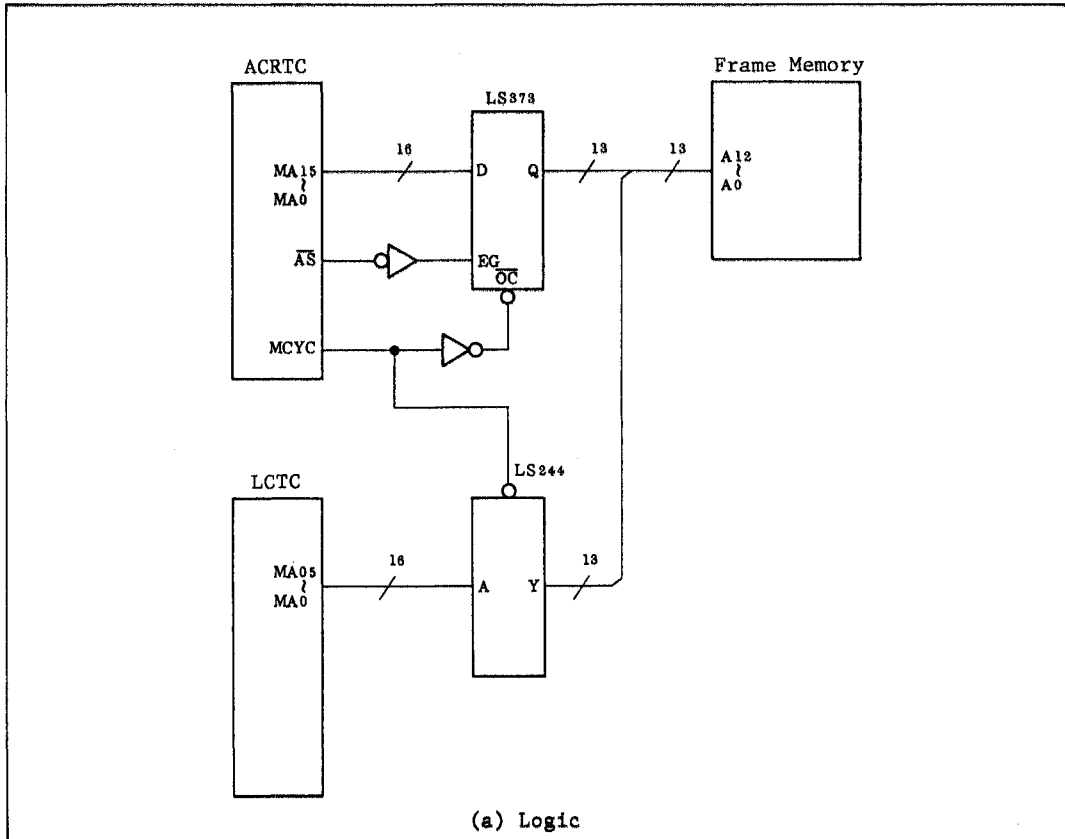 ACRTC
Frame Memory
LS373
16
13
13
MA15
~
MA0
D
Q
A12
~
A0
AS
EG
OC
MCYC
LS244
LCTC
MA05
~
MA0
16
A
Y
13
(a) Logic